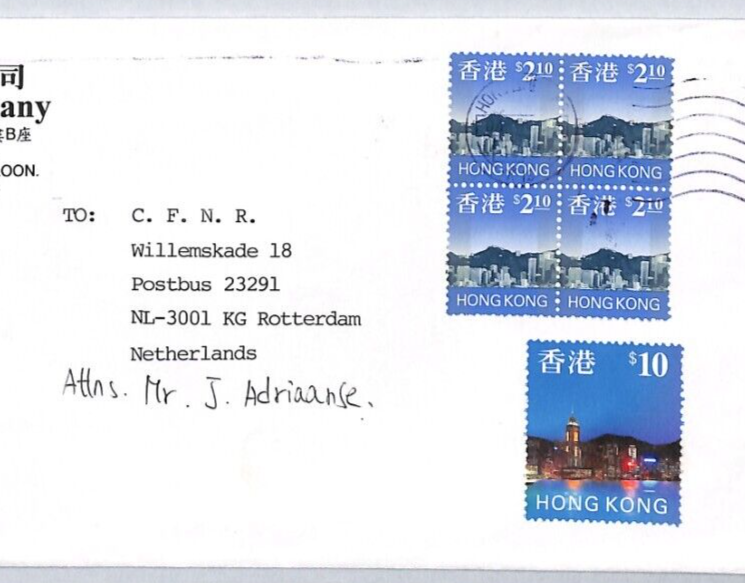 司
any
B座
OON.
TO: C. F. N. R.
Willemskade 18
Postbus 23291
NL-3001 KG Rotterdam
Netherlands
Attns. Mr. J. Adriaanse.
香港 $2.10
HONG KONG
香港 $2.10
HONG KONG
香港 $2.10
HONG KONG
香港 $2.10
HONG KONG
香港 $10
HONG KONG